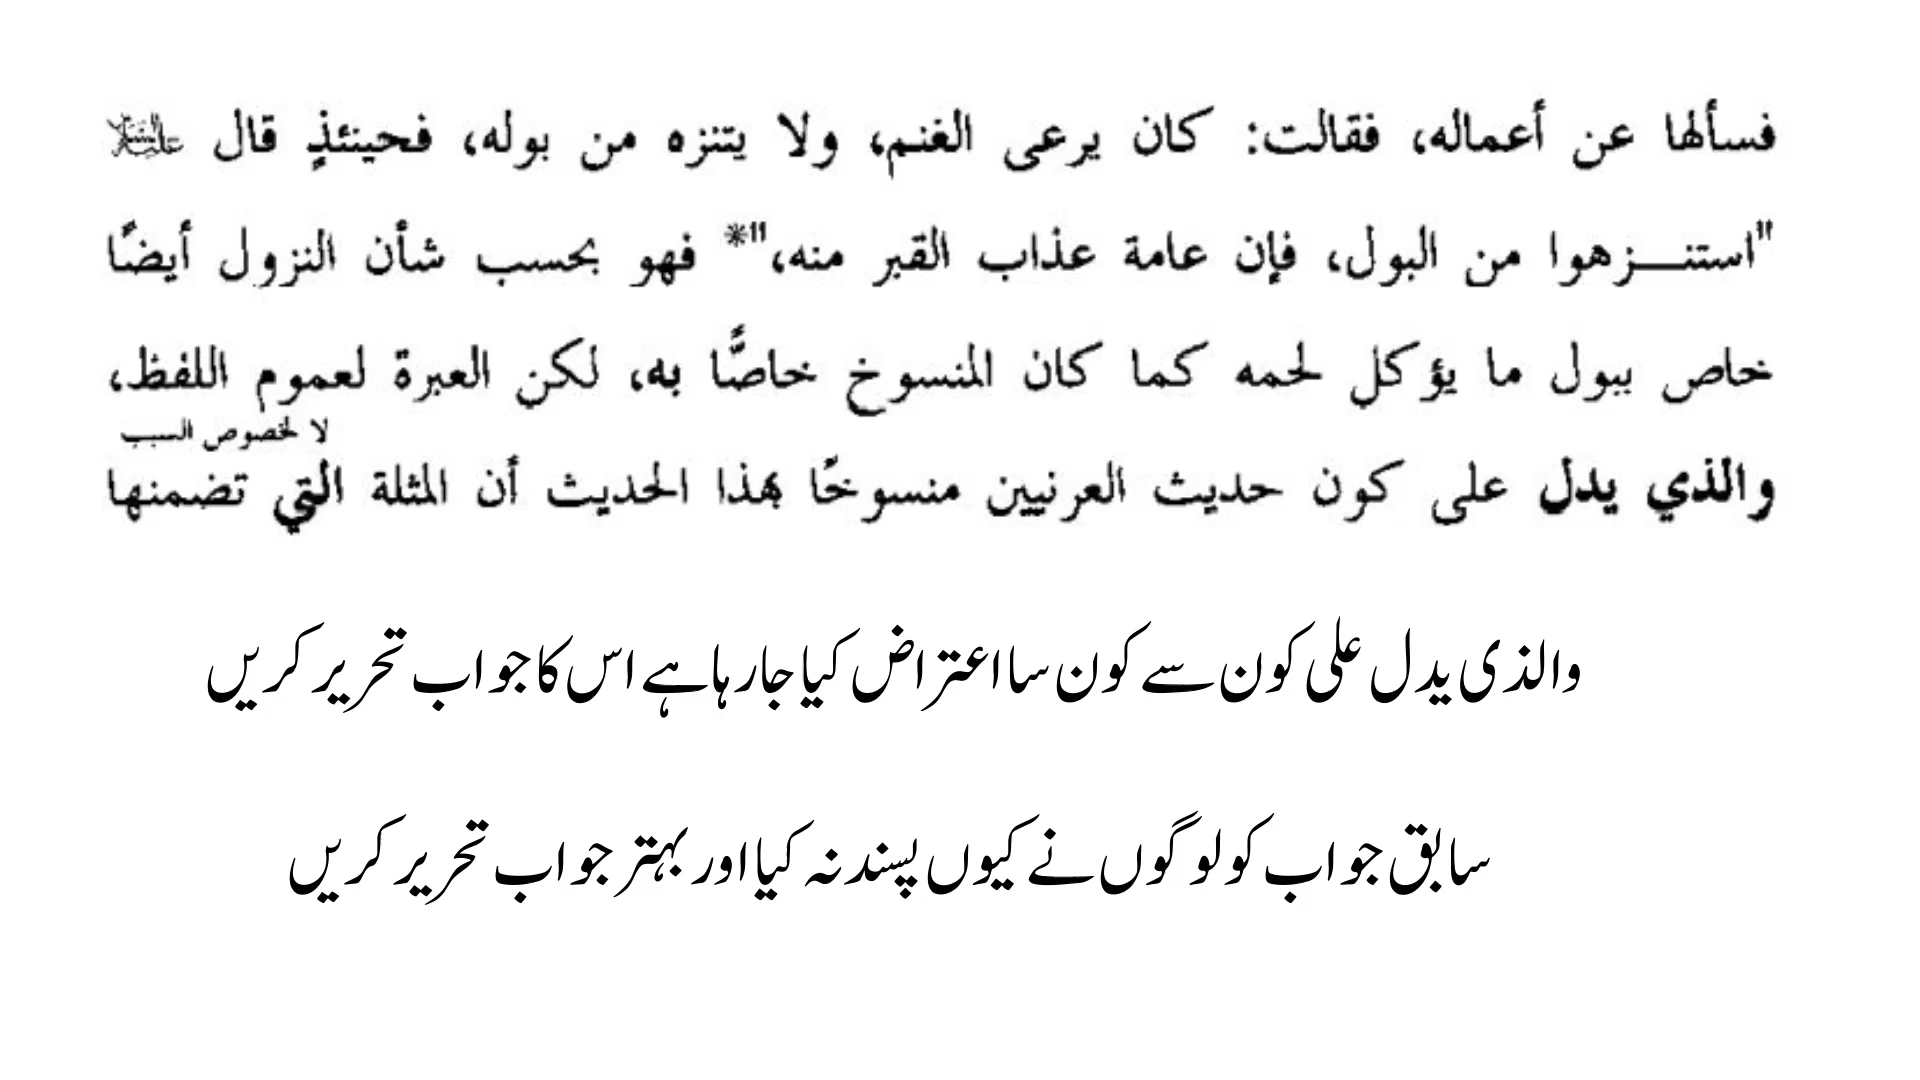 فسألها عن أعماله، فقالت: كان يرعى الغنم، ولا يتنزه من بوله، فحينئذٍ قال عليه السلام
"استنـــزهوا من البول، فإن عامة عذاب القبر منه،"* فهو بحسب شأن النزول أيضًا
خاص ببول ما يؤكل لحمه كما كان المنسوخ خاصًّا به، لكن العبرة لعموم اللفظ،
لا لخصوص السبب
والذي يدل على كون حديث العرنيين منسوخًا بهذا الحديث أن المثلة التي تضمنها
والذی یدل علی کون سے کون سا اعتراض کیا جا رہا ہے اس کا جواب تحریر کریں
سابق جواب کو لوگوں نے کیوں پسند نہ کیا اور بہتر جواب تحریر کریں